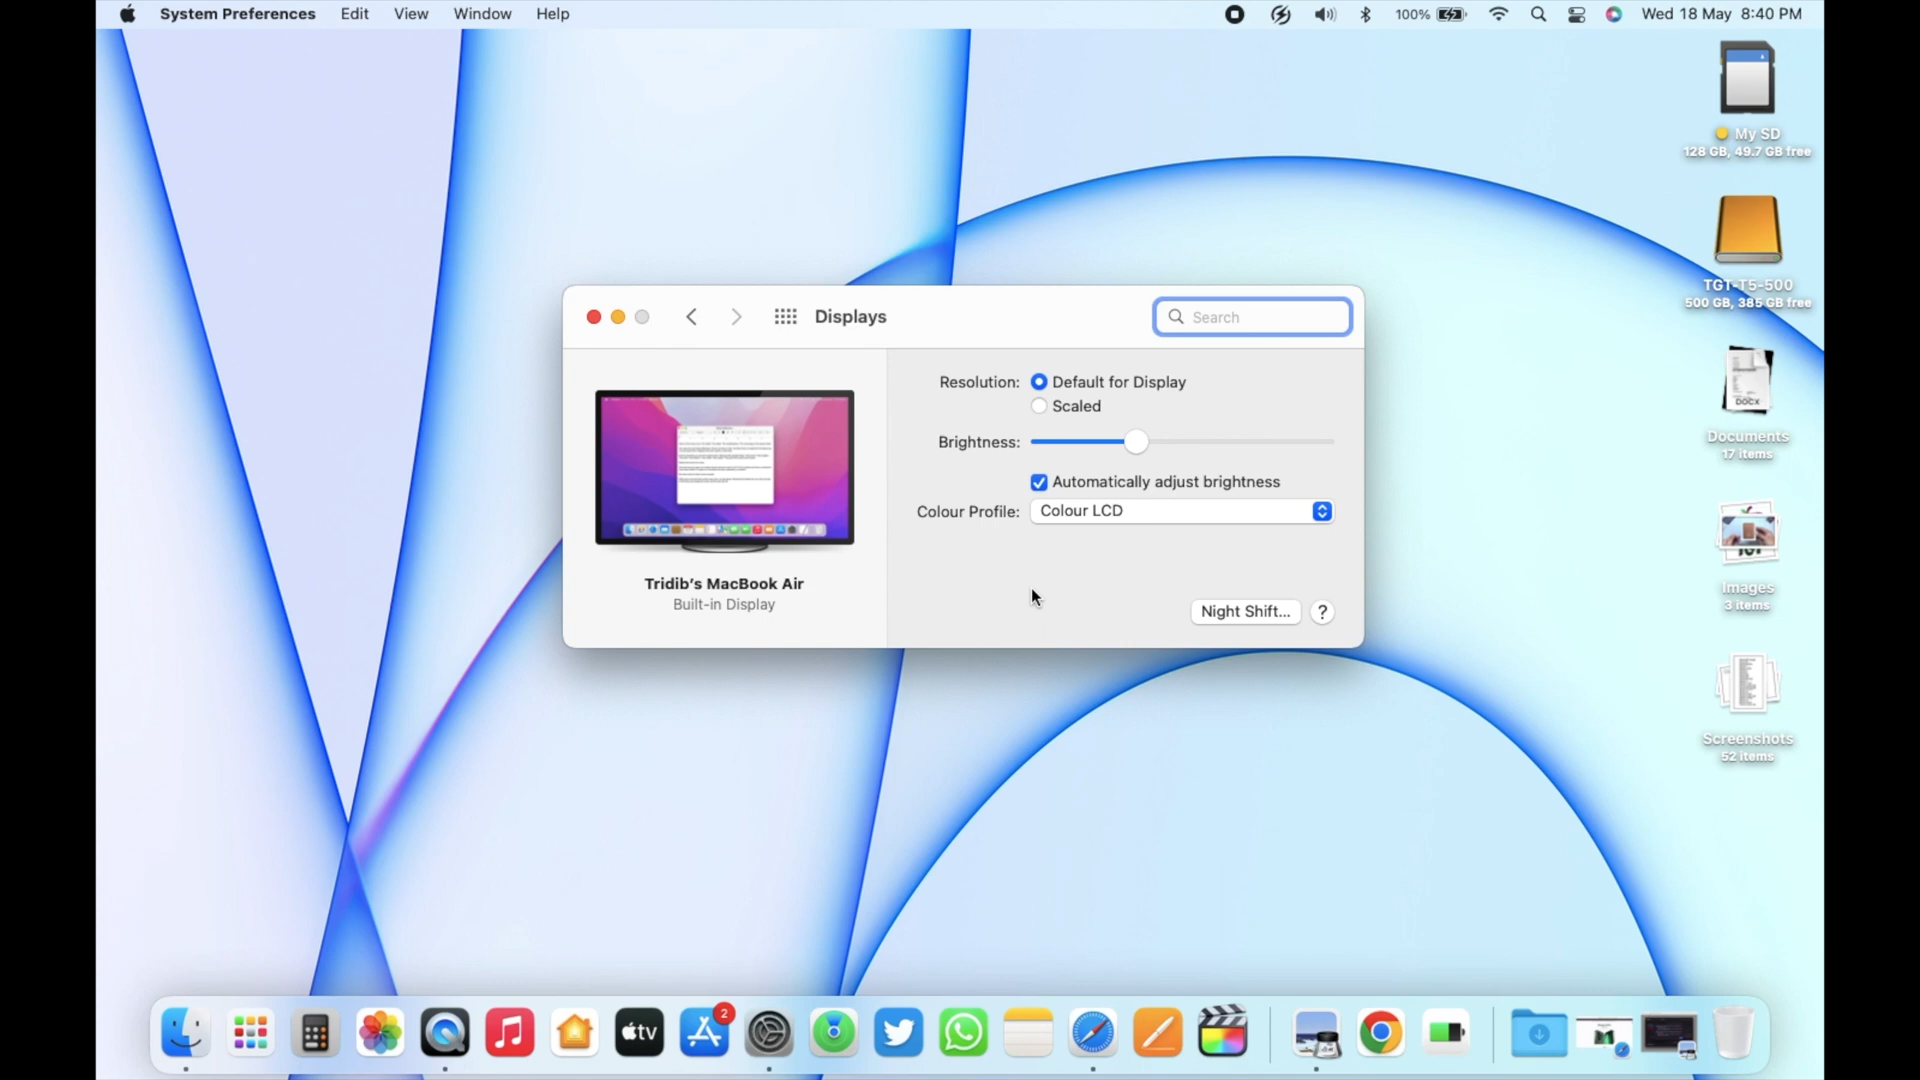 System Preferences Edit View Window Help 100% Wed 18 May 8:40 PM
My SD
128 GB, 49.7 GB free
TGT-T5-500
500 GB, 385 GB free
DOCX
Documents
17 items
Images
3 items
Screenshots
52 items
Displays
Search
Resolution: Default for Display
Scaled
Brightness:
Automatically adjust brightness
Colour Profile: Colour LCD
Tridib's MacBook Air
Built-in Display
Night Shift... ?
tv
2